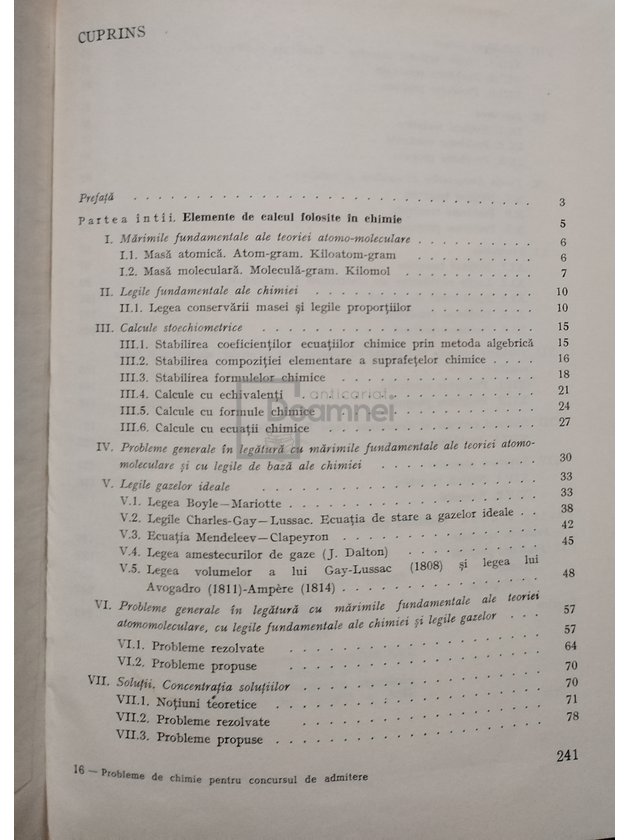 CUPRINS
Prefață . . . 3
Partea intii. Elemente de calcul folosite în chimie 5
I. Mărimile fundamentale ale teoriei atomo-moleculare . . . 6
I.1. Masă atomică. Atom-gram. Kiloatom-gram . . . 6
I.2. Masă moleculară. Moleculă-gram. Kilomol . . . 7
II. Legile fundamentale ale chimiei . . . 10
II.1. Legea conservării masei și legile proporțiilor . . . 10
III. Calcule stoechiometrice . . . 15
III.1. Stabilirea coeficienților ecuațiilor chimice prin metoda algebrică 15
III.2. Stabilirea compoziției elementare a suprafețelor chimice . . . 16
III.3. Stabilirea formulelor chimice . . . 18
III.4. Calcule cu echivalenți . . . 21
III.5. Calcule cu formule chimice . . . 24
III.6. Calcule cu ecuații chimice . . . 27
IV. Probleme generale în legătură cu mărimile fundamentale ale teoriei atomo-
moleculare și cu legile de bază ale chimiei . . . 30
V. Legile gazelor ideale . . . 33
V.1. Legea Boyle—Mariotte . . . 33
V.2. Legile Charles-Gay—Lussac. Ecuația de stare a gazelor ideale . . 38
V.3. Ecuația Mendeleev—Clapeyron . . . 42
V.4. Legea amestecurilor de gaze (J. Dalton) . . . 45
V.5. Legea volumelor a lui Gay-Lussac (1808) și legea lui
Avogadro (1811)-Ampère (1814) . . . 48
VI. Probleme generale în legătură cu mărimile fundamentale ale teoriei
atomomoleculare, cu legile fundamentale ale chimiei și legile gazelor . . . 57
VI.1. Probleme rezolvate . . . 57
VI.2. Probleme propuse . . . 64
VII. Soluții. Concentrația soluțiilor . . . 70
VII.1. Noțiuni teoretice . . . 70
VII.2. Probleme rezolvate . . . 71
VII.3. Probleme propuse . . . 78
16 — Probleme de chimie pentru concursul de admitere
241
anticariat
Doamnei